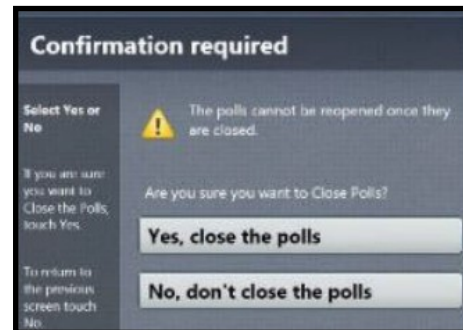 Confirmation required
Select Yes or
No
If you are sure
you want to
Close the Polls,
touch Yes.
To return to
the previous
screen touch
No.
The polls cannot be reopened once they
are closed.
Are you sure you want to Close Polls?
Yes, close the polls
No, don't close the polls